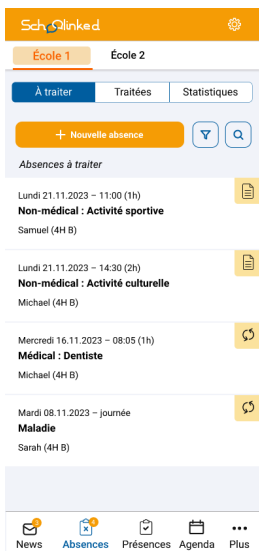 Schoolinked
École 1
École 2
À traiter
Traitées
Statistiques
+ Nouvelle absence
Absences à traiter
Lundi 21.11.2023 – 11:00 (1h)
Non-médical : Activité sportive
Samuel (4H B)
Lundi 21.11.2023 – 14:30 (2h)
Non-médical : Activité culturelle
Michael (4H B)
Mercredi 16.11.2023 – 08:05 (1h)
Médical : Dentiste
Michael (4H B)
Mardi 08.11.2023 – journée
Maladie
Sarah (4H B)
News
Absences
Présences
Agenda
Plus